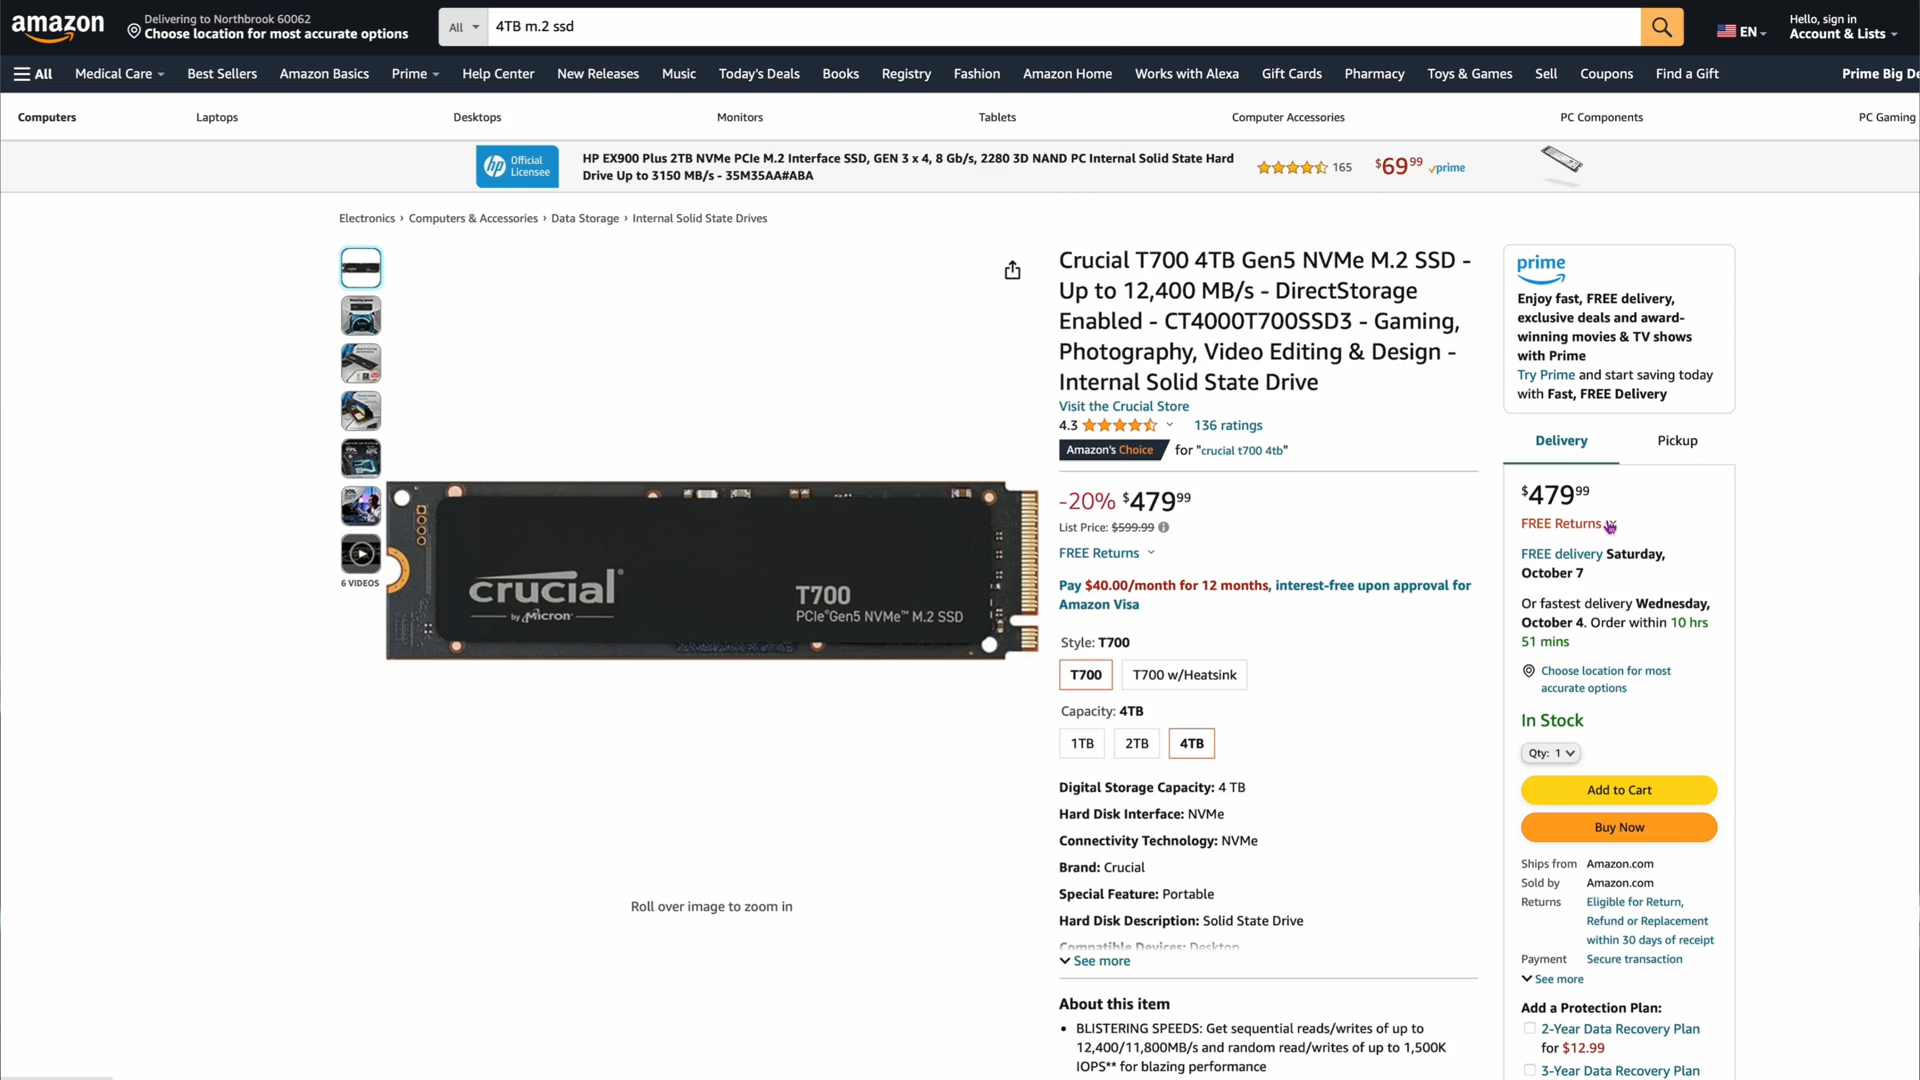 amazon
Delivering to Northbrook 60062
Choose location for most accurate options
All
4TB m.2 ssd
EN
Hello, sign in
Account & Lists
All
Medical Care
Best Sellers
Amazon Basics
Prime
Help Center
New Releases
Music
Today's Deals
Books
Registry
Fashion
Amazon Home
Works with Alexa
Gift Cards
Pharmacy
Toys & Games
Sell
Coupons
Find a Gift
Prime Big De
Computers
Laptops
Desktops
Monitors
Tablets
Computer Accessories
PC Components
PC Gaming
hp Official
Licensee
HP EX900 Plus 2TB NVMe PCIe M.2 Interface SSD, GEN 3 x 4, 8 Gb/s, 2280 3D NAND PC Internal Solid State Hard
Drive Up to 3150 MB/s - 35M35AA#ABA
165
$69 99
prime
Electronics › Computers & Accessories › Data Storage › Internal Solid State Drives
6 VIDEOS
crucial®
by Micron®
T700
PCIe® Gen5 NVMe™ M.2 SSD
Roll over image to zoom in
Crucial T700 4TB Gen5 NVMe M.2 SSD -
Up to 12,400 MB/s - DirectStorage
Enabled - CT4000T700SSD3 - Gaming,
Photography, Video Editing & Design -
Internal Solid State Drive
Visit the Crucial Store
4.3
136 ratings
Amazon's Choice for "crucial t700 4tb"
-20% $479 99
List Price: $599.99
FREE Returns
Pay $40.00/month for 12 months, interest-free upon approval for
Amazon Visa
Style: T700
T700
T700 w/Heatsink
Capacity: 4TB
1TB
2TB
4TB
Digital Storage Capacity: 4 TB
Hard Disk Interface: NVMe
Connectivity Technology: NVMe
Brand: Crucial
Special Feature: Portable
Hard Disk Description: Solid State Drive
Compatible Devices: Desktop
See more
About this item
• BLISTERING SPEEDS: Get sequential reads/writes of up to
12,400/11,800MB/s and random read/writes of up to 1,500K
IOPS** for blazing performance
prime
Enjoy fast, FREE delivery,
exclusive deals and award-
winning movies & TV shows
with Prime
Try Prime and start saving today
with Fast, FREE Delivery
Delivery
Pickup
$479 99
FREE Returns
FREE delivery Saturday,
October 7
Or fastest delivery Wednesday,
October 4. Order within 10 hrs
51 mins
Choose location for most
accurate options
In Stock
Qty: 1
Add to Cart
Buy Now
Ships from Amazon.com
Sold by Amazon.com
Returns Eligible for Return,
Refund or Replacement
within 30 days of receipt
Payment Secure transaction
See more
Add a Protection Plan:
2-Year Data Recovery Plan
for $12.99
3-Year Data Recovery Plan